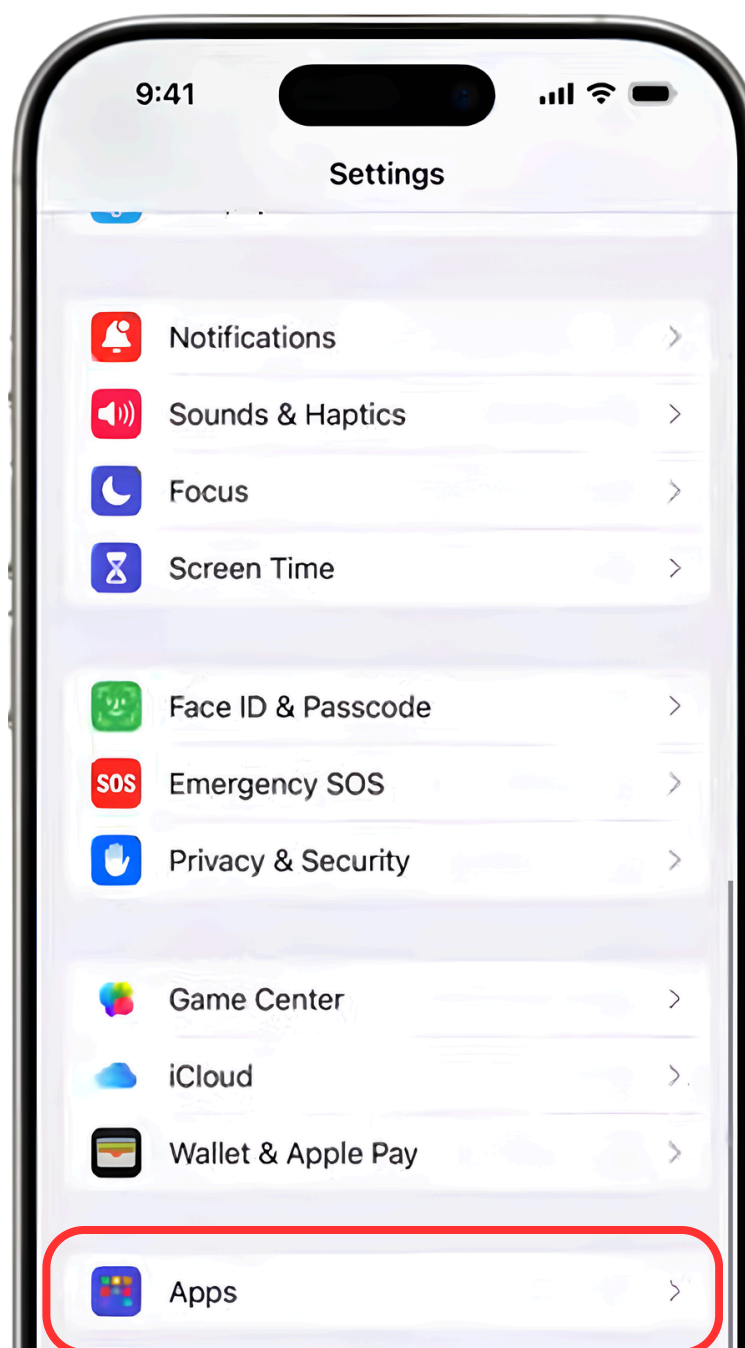 9:41
Settings
Notifications
Sounds & Haptics
Focus
Screen Time
Face ID & Passcode
SOS
Emergency SOS
Privacy & Security
Game Center
iCloud
Wallet & Apple Pay
Apps